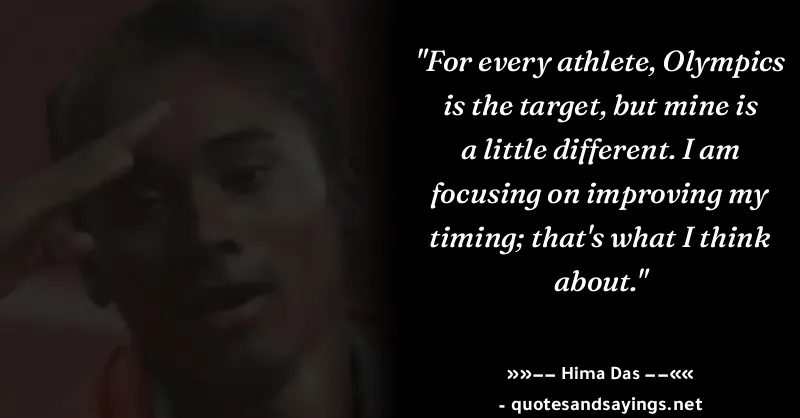 "For every athlete, Olympics
is the target, but mine is
a little different. I am
focusing on improving my
timing; that's what I think
about."
»»−− Hima Das −−««
- quotesandsayings.net